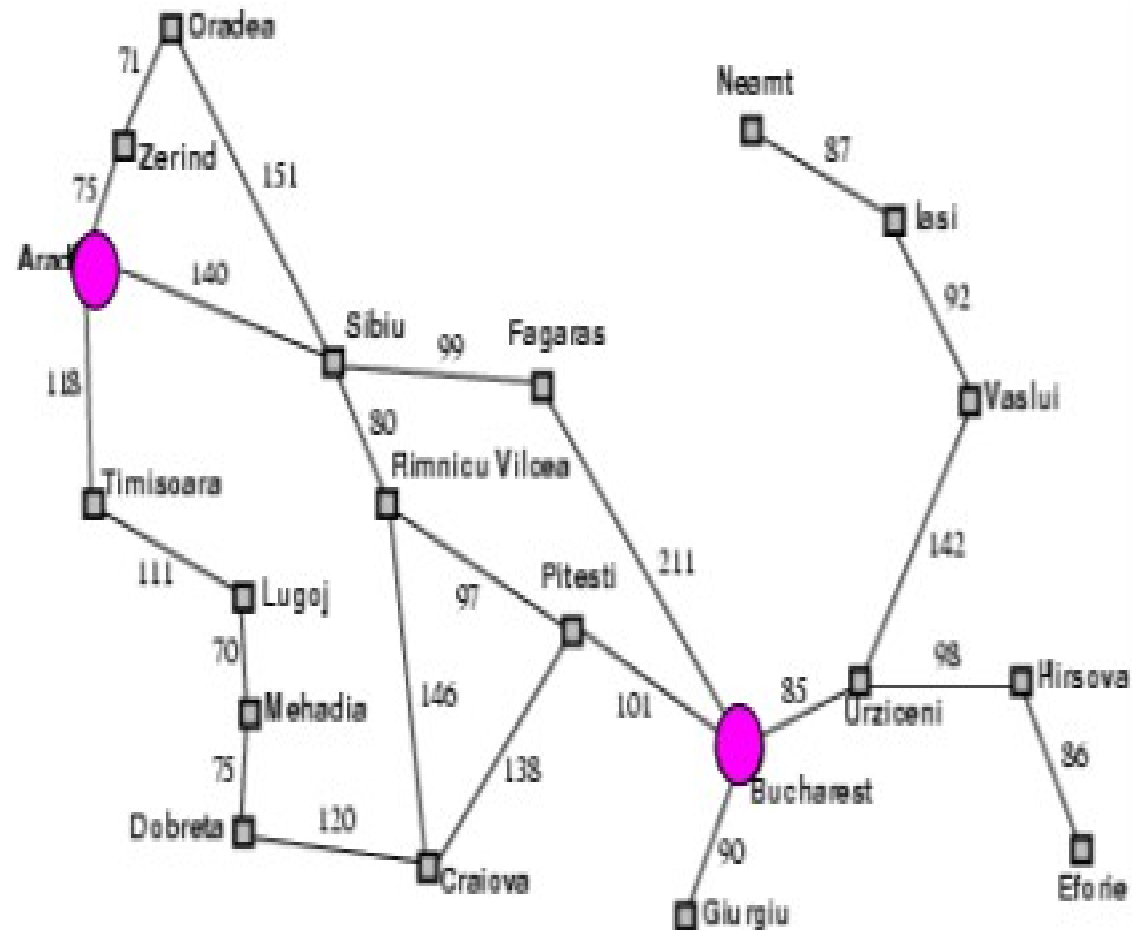 Oradea
71
Neamt
87
Zerind
151
75
Iasi
Arad
140
92
Sibiu
Fagaras
99
118
80
Vaslui
Rimnicu Vilcea
Timisoara
142
211
Pitesti
111
97
Lugoj
70
98
Hirsova
85
146
101
Urziceni
Mehadia
86
75
138
Bucharest
120
Dobreta
90
Craiova
Eforie
Giurgiu